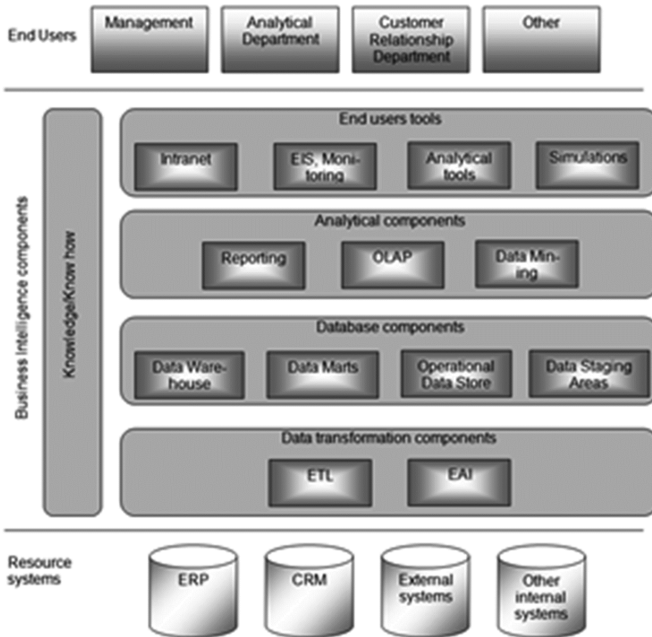 End Users
Management
Analytical
Department
Customer
Relationship
Department
Other
Business Intelligence components
Knowledge/Know how
End users tools
Intranet
EIS, Moni-
toring
Analytical
tools
Simulations
Analytical components
Reporting
OLAP
Data Min-
ing
Database components
Data Ware-
house
Data Marts
Operational
Data Store
Data Staging
Areas
Data transformation components
ETL
EAI
Resource
systems
ERP
CRM
External
systems
Other
internal
systems